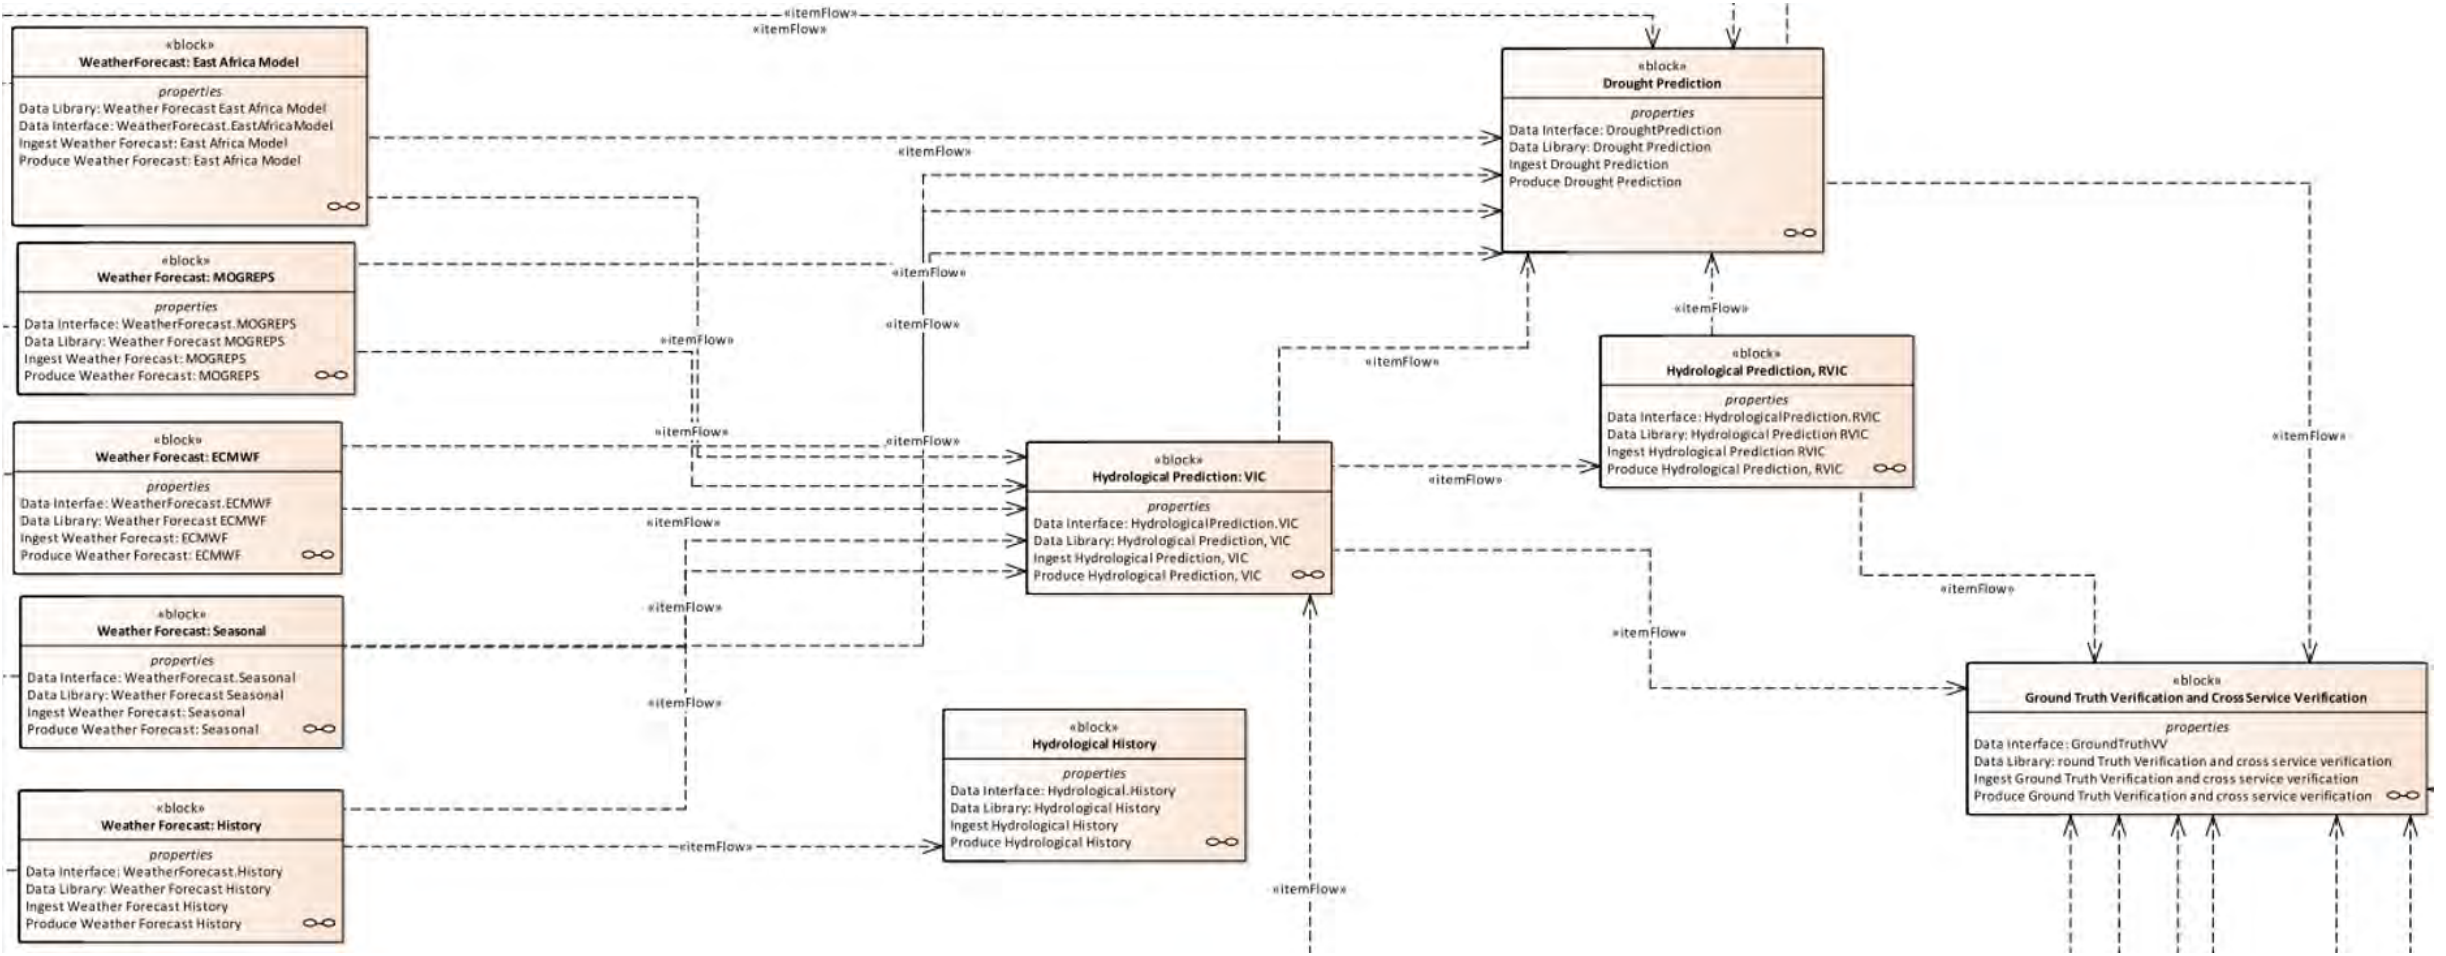 «itemFlow»
«itemFlow»
«block»
WeatherForecast: East Africa Model
properties
Data Library: Weather Forecast East Africa Model
Data Interface: WeatherForecast.EastAfricaModel
Ingest Weather Forecast: East Africa Model
Produce Weather Forecast: East Africa Model
«block»
Drought Prediction
properties
Data Interface: DroughtPrediction
Data Library: Drought Prediction
Ingest Drought Prediction
Produce Drought Prediction
«itemFlow»
«block»
Weather Forecast: MOGREPS
properties
Data Interface: WeatherForecast.MOGREPS
Data Library: Weather Forecast MOGREPS
Ingest Weather Forecast: MOGREPS
Produce Weather Forecast: MOGREPS
«itemFlow»
«itemFlow»
«itemFlow»
«itemFlow»
«itemFlow»
«block»
Hydrological Prediction, RVIC
properties
Data Interface: HydrologicalPrediction.RVIC
Data Library: Hydrological Prediction RVIC
Ingest Hydrological Prediction RVIC
Produce Hydrological Prediction, RVIC
«itemFlow»
«itemFlow»
«itemFlow»
«block»
Weather Forecast: ECMWF
properties
Data Interfae: WeatherForecast.ECMWF
Data Library: Weather Forecast ECMWF
Ingest Weather Forecast: ECMWF
Produce Weather Forecast: ECMWF
«itemFlow»
«block»
Hydrological Prediction: VIC
properties
Data Interface: HydrologicalPrediction.VIC
Data Library: Hydrological Prediction, VIC
Ingest Hydrological Prediction, VIC
Produce Hydrological Prediction, VIC
«itemFlow»
«itemFlow»
«itemFlow»
«itemFlow»
«block»
Weather Forecast: Seasonal
properties
Data Interface: WeatherForecast.Seasonal
Data Library: Weather Forecast Seasonal
Ingest Weather Forecast: Seasonal
Produce Weather Forecast: Seasonal
«itemFlow»
«block»
Hydrological History
properties
Data Interface: Hydrological.History
Data Library: Hydrological History
Ingest Hydrological History
Produce Hydrological History
«block»
Ground Truth Verification and Cross Service Verification
properties
Data Interface: GroundTruthVV
Data Library: round Truth Verification and cross service verification
Ingest Ground Truth Verification and cross service verification
Produce Ground Truth Verification and cross service verification
«block»
Weather Forecast: History
properties
Data Interface: WeatherForecast.History
Data Library: Weather Forecast History
Ingest Weather Forecast History
Produce Weather Forecast History
«itemFlow»
«itemFlow»